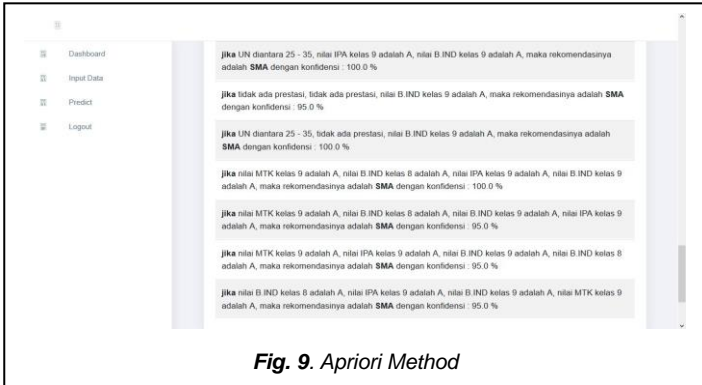 Dashboard
Input Data
Predict
Logout
jika UN diantara 25 - 35, nilai IPA kelas 9 adalah A, nilai B.IND kelas 9 adalah A, maka rekomendasinya
adalah SMA dengan konfidensi : 100.0 %
jika tidak ada prestasi, tidak ada prestasi, nilai B.IND kelas 9 adalah A, maka rekomendasinya adalah SMA
dengan konfidensi : 95.0 %
jika UN diantara 25 - 35, tidak ada prestasi, nilai B.IND kelas 9 adalah A, maka rekomendasinya adalah
SMA dengan konfidensi : 100.0 %
jika nilai MTK kelas 9 adalah A, nilai B.IND kelas 8 adalah A, nilai IPA kelas 9 adalah A, nilai B.IND kelas 9
adalah A, maka rekomendasinya adalah SMA dengan konfidensi : 100.0 %
jika nilai MTK kelas 9 adalah A, nilai B.IND kelas 8 adalah A, nilai B.IND kelas 9 adalah A, nilai IPA kelas 9
adalah A, maka rekomendasinya adalah SMA dengan konfidensi : 95.0 %
jika nilai MTK kelas 9 adalah A, nilai IPA kelas 9 adalah A, nilai B.IND kelas 9 adalah A, nilai B.IND kelas 8
adalah A, maka rekomendasinya adalah SMA dengan konfidensi : 95.0 %
jika nilai B.IND kelas 8 adalah A, nilai IPA kelas 9 adalah A, nilai B.IND kelas 9 adalah A, nilai MTK kelas 9
adalah A, maka rekomendasinya adalah SMA dengan konfidensi : 95.0 %
Fig. 9. Apriori Method